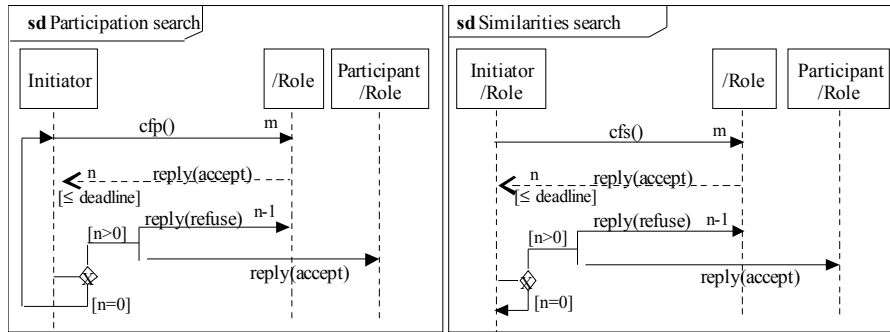 sd Participation search
Initiator
/Role
Participant
/Role
cfp()
m
n
reply(accept)
[≤ deadline]
reply(refuse)
n-1
[n>0]
reply(accept)
X
[n=0]
sd Similarities search
Initiator
/Role
/Role
Participant
/Role
cfs()
m
n
reply(accept)
[≤ deadline]
reply(refuse)
n-1
[n>0]
reply(accept)
X
[n=0]